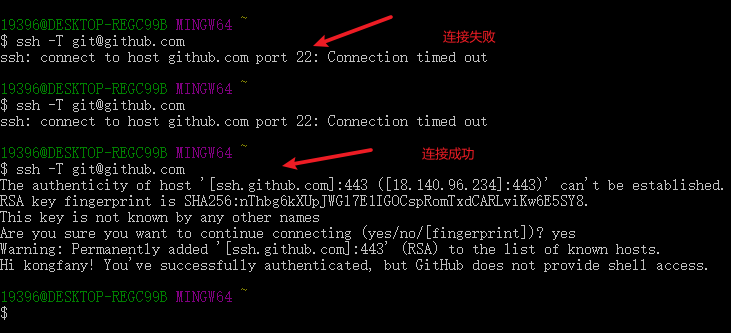 19396@DESKTOP-REGC99B MINGW64 ~
$ ssh -T git@github.com
连接失败
ssh: connect to host github.com port 22: Connection timed out
19396@DESKTOP-REGC99B MINGW64 ~
$ ssh -T git@github.com
ssh: connect to host github.com port 22: Connection timed out
19396@DESKTOP-REGC99B MINGW64 ~
连接成功
$ ssh -T git@github.com
The authenticity of host '[ssh.github.com]:443 ([18.140.96.234]:443)' can't be established.
RSA key fingerprint is SHA256:nThbg6kXUpJWGl7E1IGOCspRomTxdCARLviKw6E5SY8.
This key is not known by any other names
Are you sure you want to continue connecting (yes/no/[fingerprint])? yes
Warning: Permanently added '[ssh.github.com]:443' (RSA) to the list of known hosts.
Hi kongfany! You've successfully authenticated, but GitHub does not provide shell access.
19396@DESKTOP-REGC99B MINGW64 ~
$